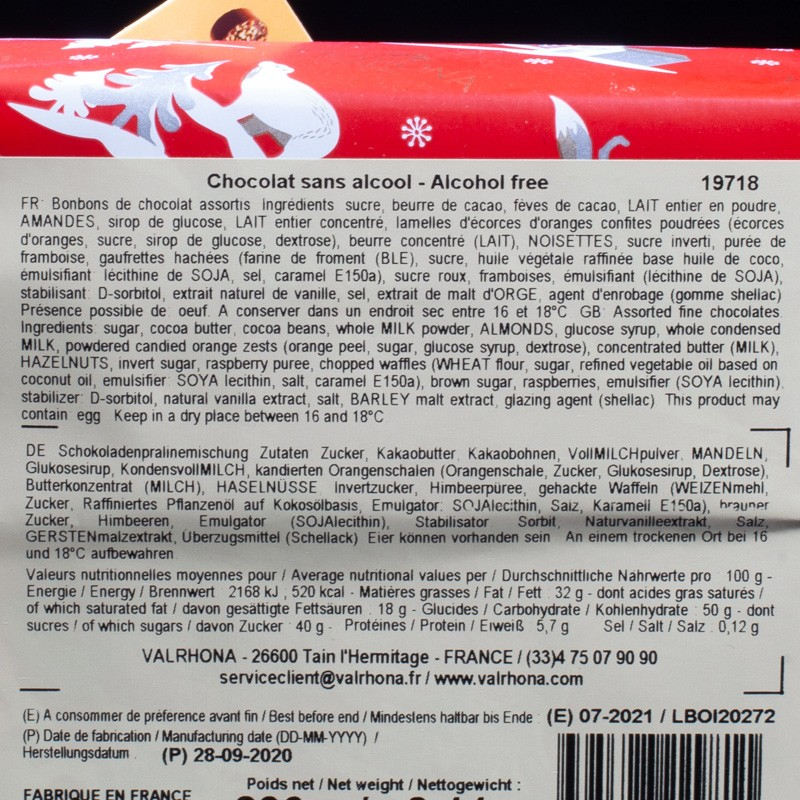 Chocolat sans alcool - Alcohol free 19718
FR: Bonbons de chocolat assortis Ingrédients sucre, beurre de cacao, fèves de cacao, LAIT entier en poudre,
AMANDES, sirop de glucose, LAIT entier concentré, lamelles d'écorces d'oranges confites poudrées (écorces
d'oranges, sucre, sirop de glucose, dextrose), beurre concentré (LAIT), NOISETTES, sucre inverti, purée de
framboise, gaufrettes hachées (farine de froment (BLE), sucre, huile végétale raffinée base huile de coco,
émulsifiant lécithine de SOJA, sel, caramel E150a), sucre roux, framboises, émulsifiant (lécithine de SOJA),
stabilisant: D-sorbitol, extrait naturel de vanille, sel, extrait de malt d'ORGE, agent d'enrobage (gomme shellac)
Présence possible de oeuf. A conserver dans un endroit sec entre 16 et 18°C GB: Assorted fine chocolates
Ingredients: sugar, cocoa butter, cocoa beans, whole MILK powder, ALMONDS, glucose syrup, whole condensed
MILK, powdered candied orange zests (orange peel, sugar, glucose syrup, dextrose), concentrated butter (MILK),
HAZELNUTS, invert sugar, raspberry puree, chopped waffles (WHEAT flour, sugar, refined vegetable oil based on
coconut oil, emulsifier: SOYA lecithin, salt, caramel E150a), brown sugar, raspberries, emulsifier (SOYA lecithin).
stabilizer: D-sorbitol, natural vanilla extract, salt, BARLEY malt extract, glazing agent (shellac) This product may
contain egg Keep in a dry place between 16 and 18°C
DE Schokoladenpralinemischung Zutaten Zucker, Kakaobutter, Kakaobohnen, VollMILCHpulver, MANDELN,
Glukosesirup, KondensvollMILCH, kandierten Orangenschalen (Orangenschale, Zucker, Glukosesirup, Dextrose),
Butterkonzentrat (MILCH), HASELNÜSSE Invertzucker, Himbeerpüree, gehackte Waffeln (WEIZENmehl,
Zucker, Raffiniertes Pflanzenöl auf Kokosölbasis, Emulgator: SOJAlecithin, Salz, Karamell E150a), brauner
Zucker, Himbeeren, Emulgator (SOJAlecithin), Stabilisator Sorbit, Naturvanilleextrakt, Salz,
GERSTENmalzextrakt, Überzugsmittel (Schellack) Eier können vorhanden sein An einem trockenen Ort bei 16
und 18°C aufbewahren
Valeurs nutritionnelles moyennes pour / Average nutritional values per / Durchschnittliche Nährwerte pro 100 g -
Energie / Energy / Brennwert 2168 kJ ; 520 kcal - Matières grasses / Fat / Fett : 32 g - dont acides gras saturés /
of which saturated fat / davon gesättigte Fettsäuren : 18 g - Glucides / Carbohydrate / Kohlenhydrate : 50 g - dont
sucres / of which sugars / davon Zucker : 40 g - Protéines / Protein / Eiweiß : 5,7 g Sel / Salt / Salz : 0,12 g
VALRHONA - 26600 Tain l'Hermitage - FRANCE / (33)4 75 07 90 90
serviceclient@valrhona.fr / www.valrhona.com
(E) A consommer de préférence avant fin / Best before end / Mindestens haltbar bis Ende : (E) 07-2021 / LBOI20272
(P) Date de fabrication / Manufacturing date (DD-MM-YYYY) /
Herstellungsdatum : (P) 28-09-2020
Poids net / Net weight / Nettogewicht :
FABRIQUE EN FRANCE